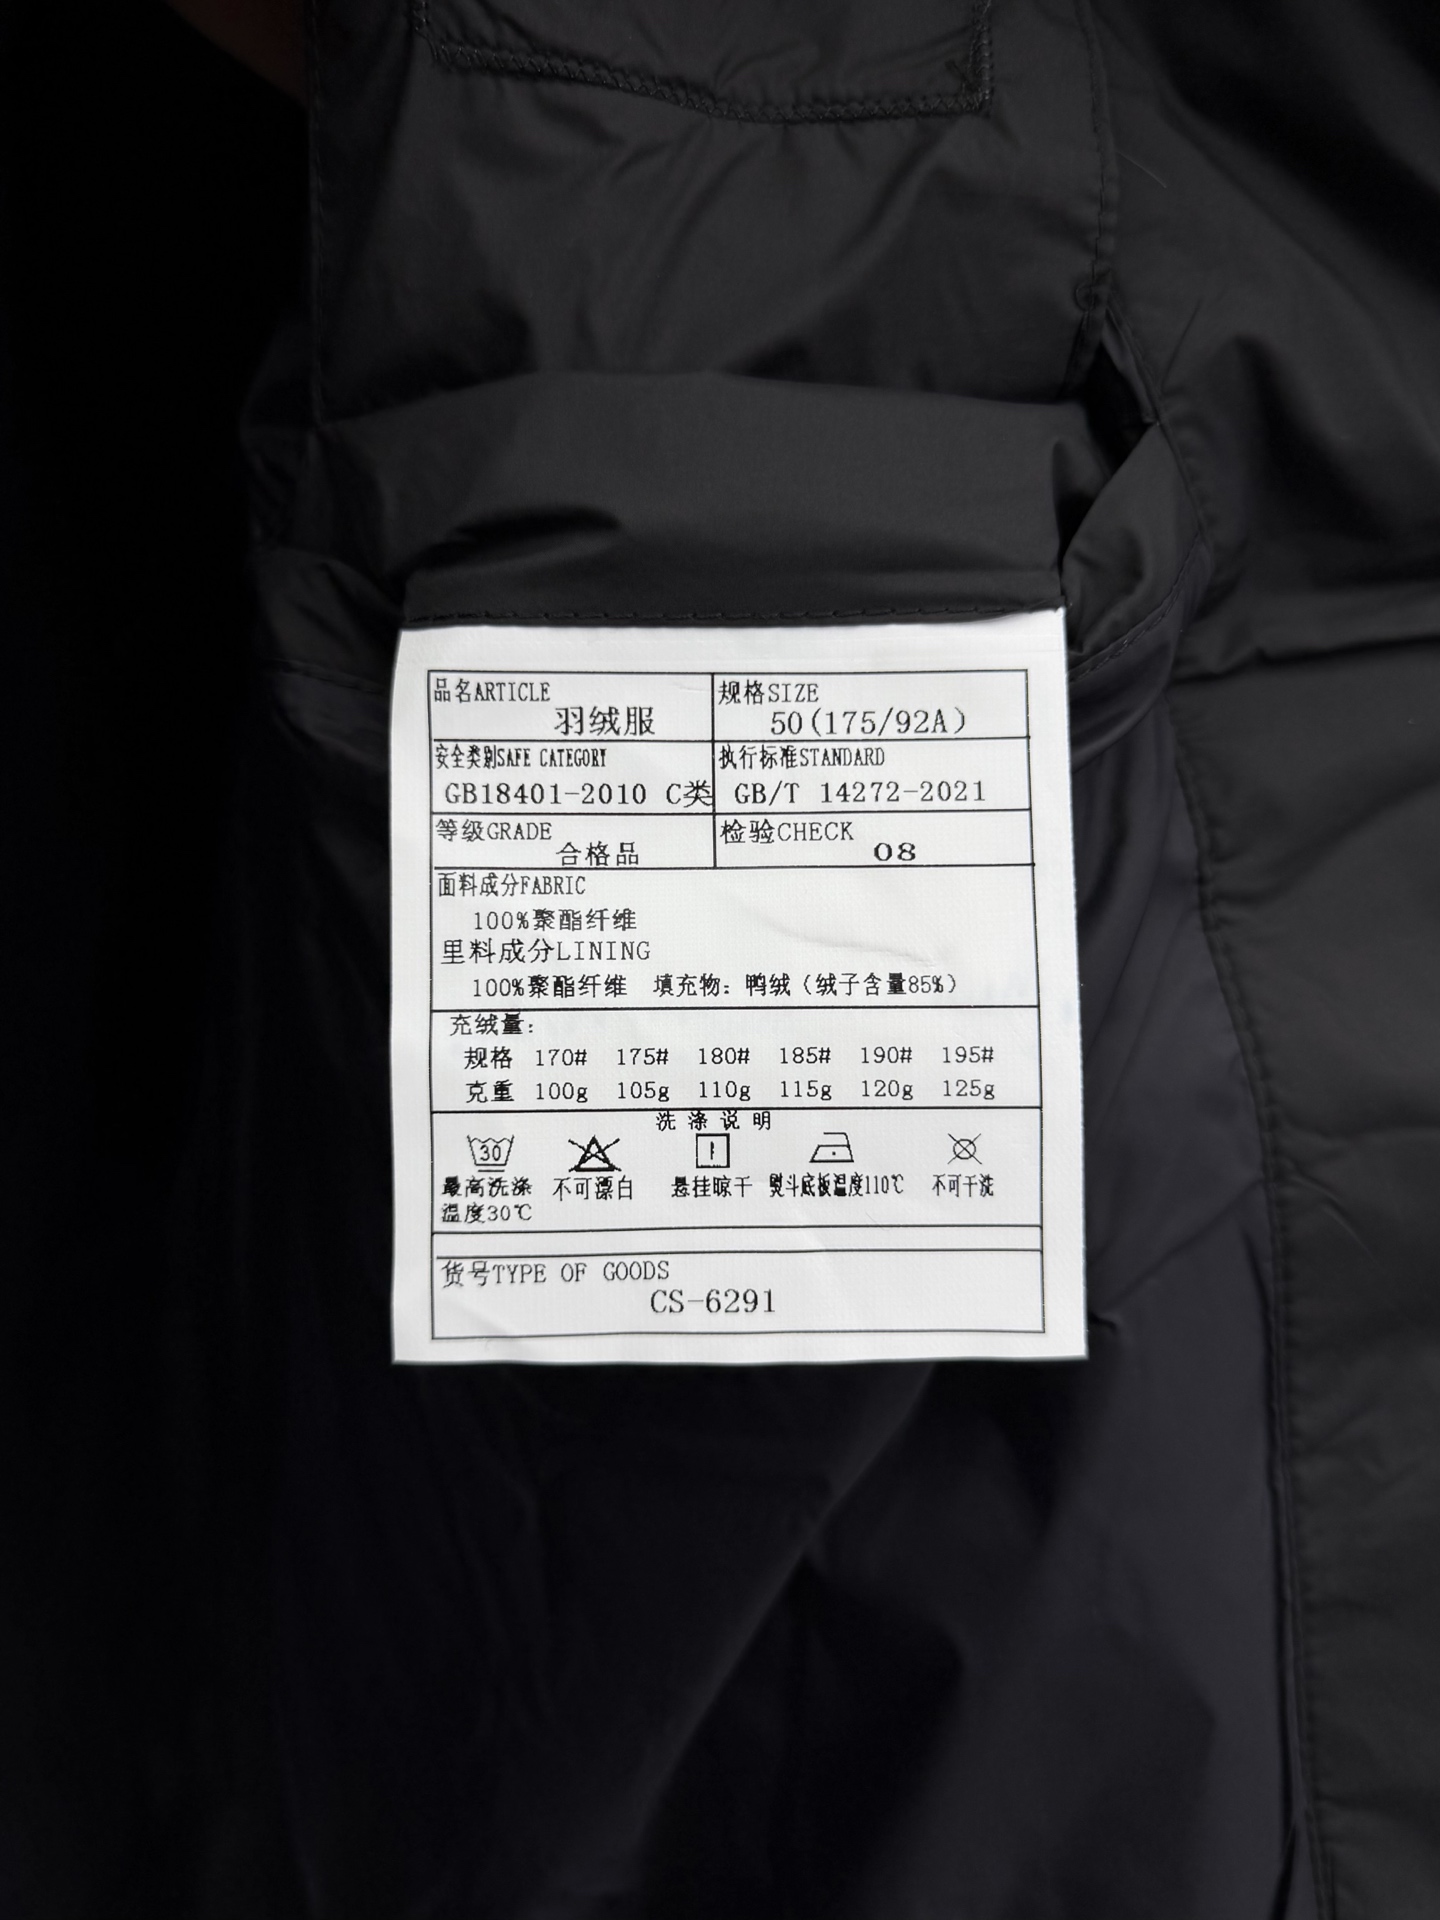 品名ARTICLE
羽绒服
规格SIZE
50(175/92A)
安全类别SAFE CATEGORY
GB18401-2010 C类
执行标准STANDARD
GB/T 14272-2021
等级GRADE
合格品
检验CHECK
08
面料成分FABRIC
100%聚酯纤维
里料成分LINING
100%聚酯纤维 填充物：鸭绒（绒子含量85%）
充绒量：
规格 170# 175# 180# 185# 190# 195#
克重 100g 105g 110g 115g 120g 125g
洗涤说明
30
最高洗涤
温度30℃
不可漂白
悬挂晾干
熨斗底板温度110℃
不可干洗
货号TYPE OF GOODS
CS-6291